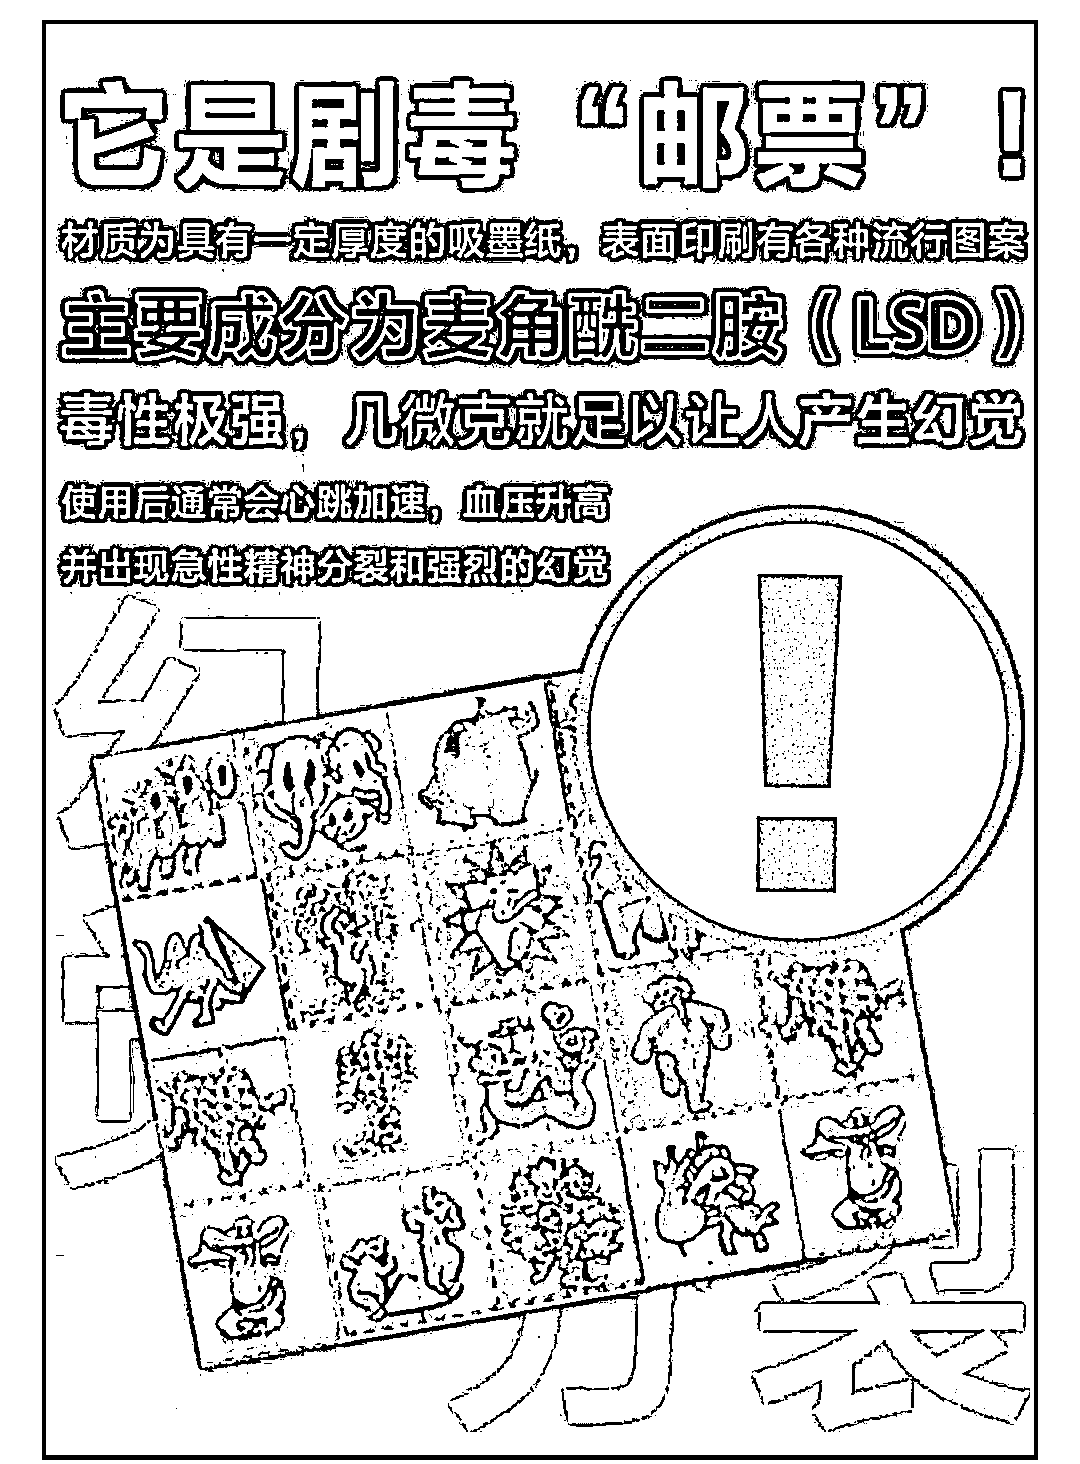 它是剧毒“邮票”！
材质为具有一定厚度的吸墨纸，表面印刷有各种流行图案
主要成分为麦角酰二胺（LSD）
毒性极强，几微克就足以让人产生幻觉
使用后通常会心跳加速，血压升高
并出现急性精神分裂和强烈的幻觉
幻觉
!
分裂